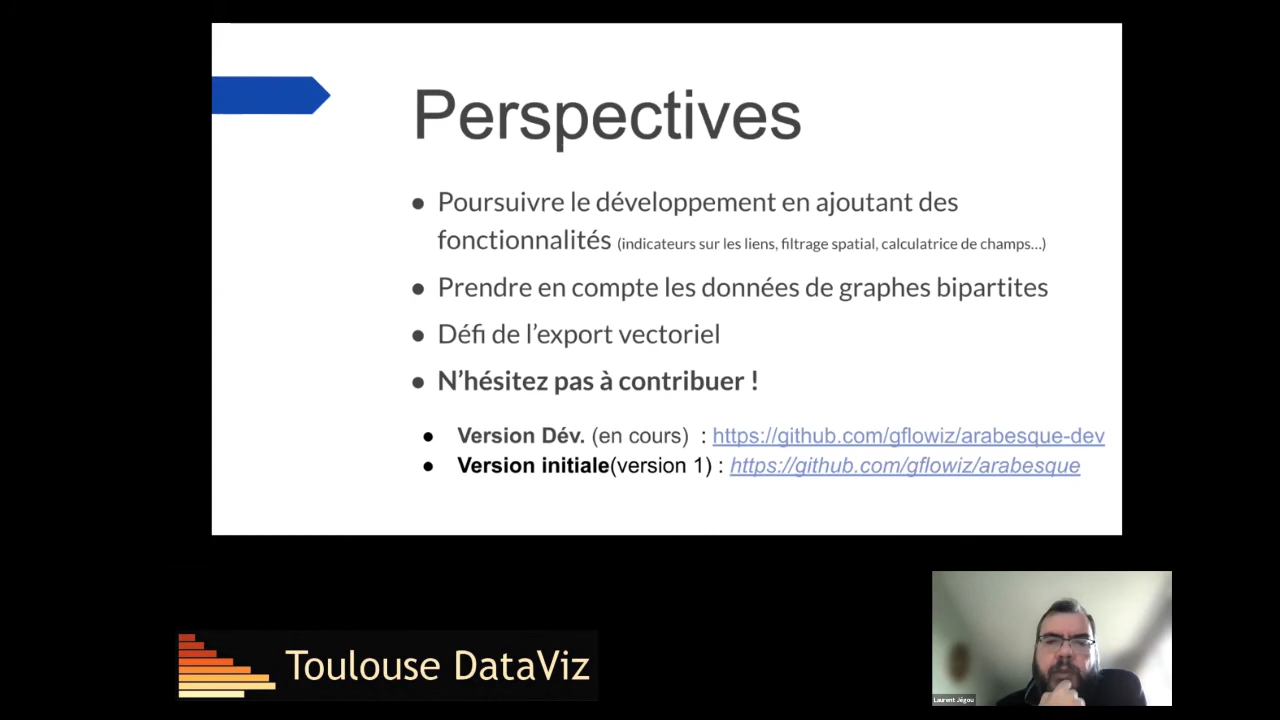 Perspectives
● Poursuivre le développement en ajoutant des
fonctionnalités (indicateurs sur les liens, filtrage spatial, calculatrice de champs...)
● Prendre en compte les données de graphes bipartites
● Défi de l’export vectoriel
● N’hésitez pas à contribuer !
● Version Dév. (en cours) : https://github.com/gflowiz/arabesque-dev
● Version initiale(version 1) : https://github.com/gflowiz/arabesque
Toulouse DataViz
Laurent Jégou